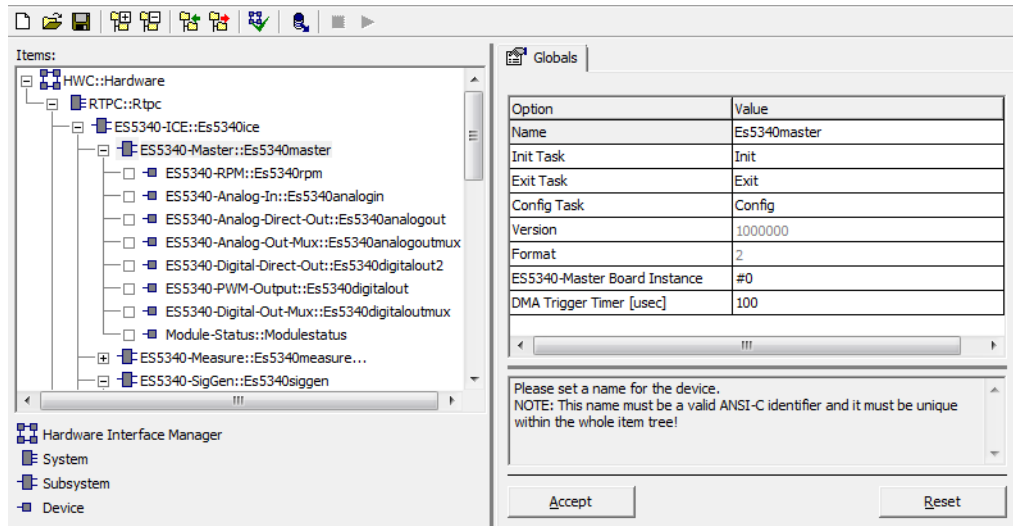 Items:
HWC::Hardware
RTPC::Rtpc
ES5340-ICE::Es5340ice
ES5340-Master::Es5340master
ES5340-RPM::Es5340rpm
ES5340-Analog-In::Es5340analogin
ES5340-Analog-Direct-Out::Es5340analogout
ES5340-Analog-Out-Mux::Es5340analogoutmux
ES5340-Digital-Direct-Out::Es5340digitalout2
ES5340-PWM-Output::Es5340digitalout
ES5340-Digital-Out-Mux::Es5340digitaloutmux
Module-Status::Modulestatus
ES5340-Measure::Es5340measure...
ES5340-SigGen::Es5340siggen
Hardware Interface Manager
System
Subsystem
Device
Globals
Option Value
Name Es5340master
Init Task Init
Exit Task Exit
Config Task Config
Version 1000000
Format 2
ES5340-Master Board Instance #0
DMA Trigger Timer [usec] 100
Please set a name for the device.
NOTE: This name must be a valid ANSI-C identifier and it must be unique
within the whole item tree!
Accept Reset